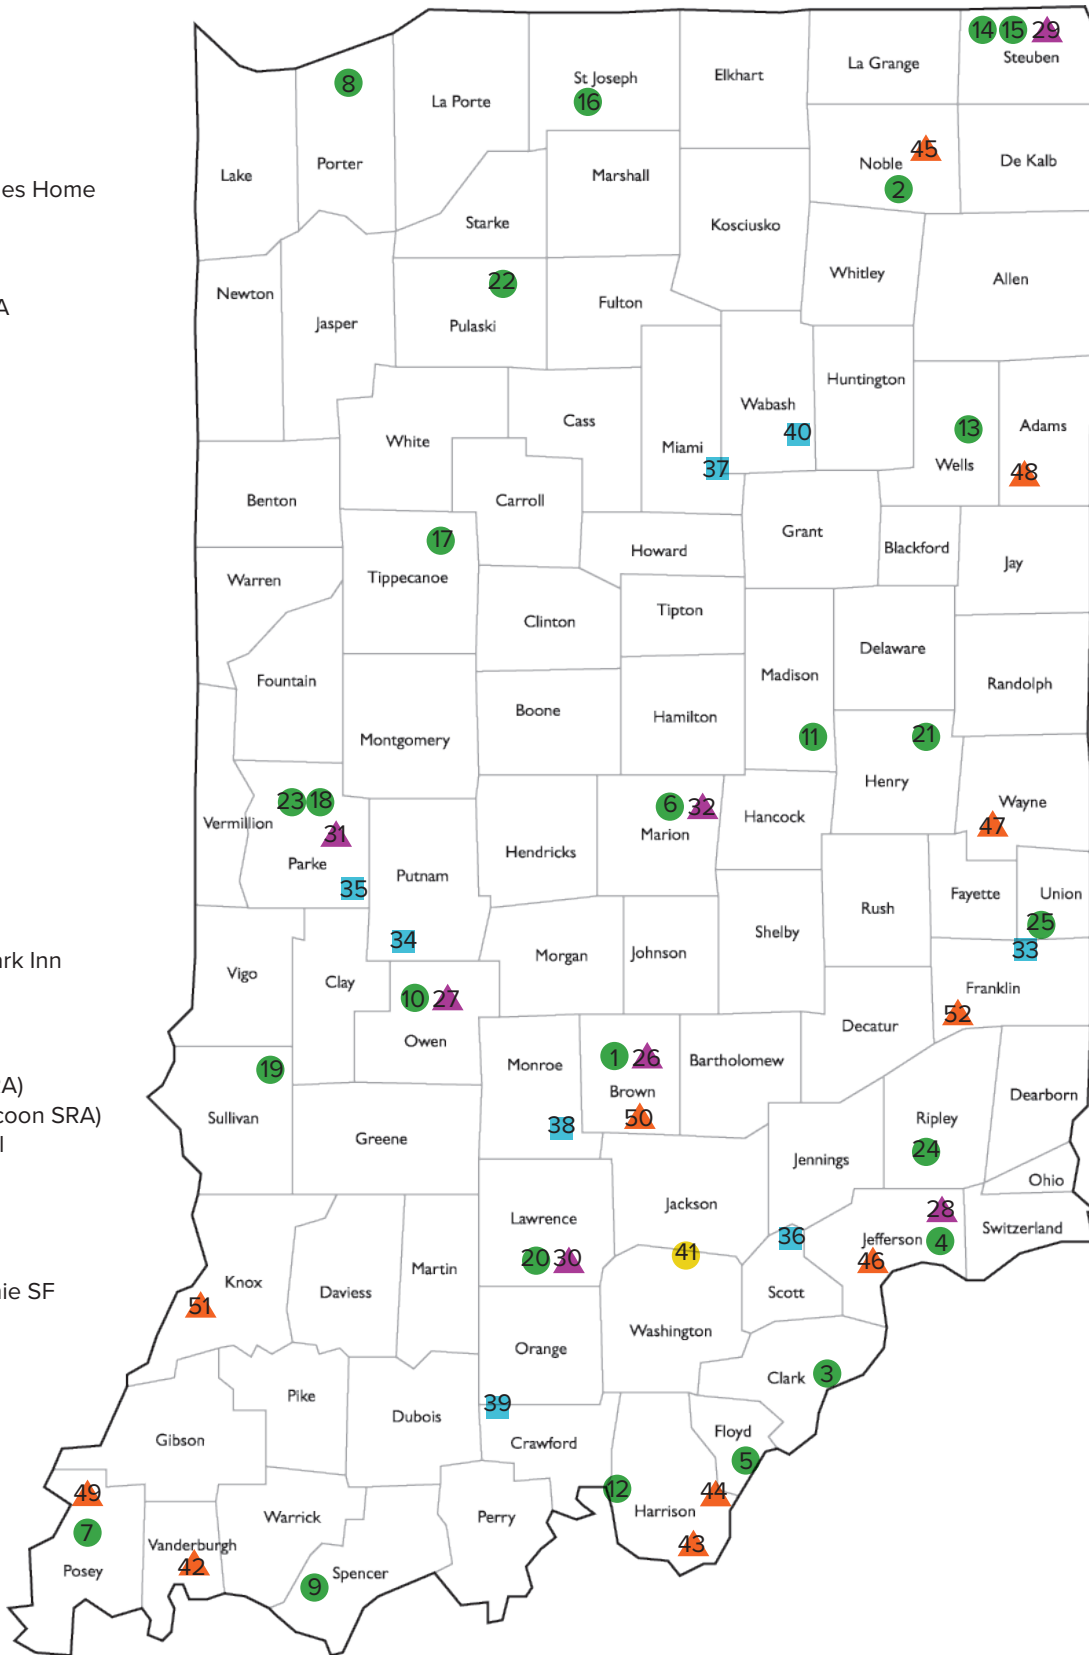 14 15 29
Steuben
La Grange
8
St Joseph
16
Elkhart
La Porte
Porter
Lake
Marshall
Noble
45
2
De Kalb
es Home
Starke
Kosciusko
Whitley
Allen
22
Newton
A
Jasper
Pulaski
Fulton
Huntington
Wabash
40
Cass
White
Miami
37
13
Wells
Adams
48
Benton
Carroll
Grant
Blackford
Jay
17
Howard
Tippecanoe
Warren
Tipton
Clinton
Delaware
Madison
Fountain
Randolph
Boone
Hamilton
Montgomery
11
21
Henry
23 18
6 32
Vermillion
31
Marion
Hancock
Wayne
47
Hendricks
Parke
35
Putnam
Fayette
Union
25
Rush
34
Shelby
33
rk Inn
Morgan
Johnson
Vigo
Clay
10 27
Franklin
52
Owen
Decatur
19
Monroe
1 26
Bartholomew
Brown
50
Dearborn
A)
coon SRA)
l
Sullivan
38
Ripley
24
Greene
Jennings
Ohio
Lawrence
Jackson
28
Switzerland
36
Jefferson
4
46
20 30
41
Martin
Knox
51
Daviess
Scott
ie SF
Washington
Orange
Clark
3
Pike
39
Dubois
Crawford
Floyd
5
Gibson
49
12
44
Harrison
43
7
Warrick
Perry
Posey
Vanderburgh
42
9
Spencer